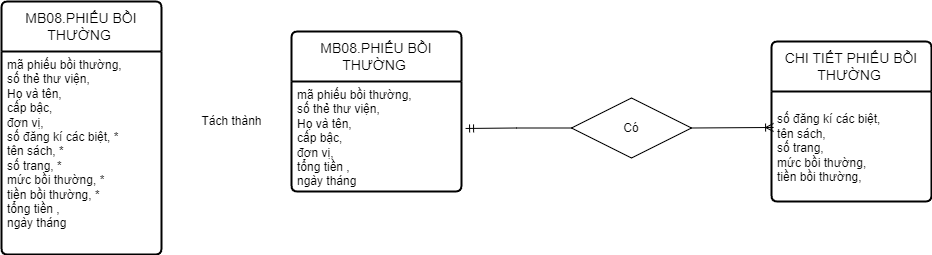 MB08.PHIẾU BỒI
THƯỜNG
mã phiếu bồi thường,
số thẻ thư viện,
Họ và tên,
cấp bậc,
đơn vị,
số đăng kí các biệt, *
tên sách, *
số trang, *
mức bồi thường, *
tiền bồi thường, *
tổng tiền ,
ngày tháng
Tách thành
MB08.PHIẾU BỒI
THƯỜNG
mã phiếu bồi thường,
số thẻ thư viện,
Họ và tên,
cấp bậc,
đơn vị,
tổng tiền ,
ngày tháng
Có
CHI TIẾT PHIẾU BỒI
THƯỜNG
số đăng kí các biệt,
tên sách,
số trang,
mức bồi thường,
tiền bồi thường,